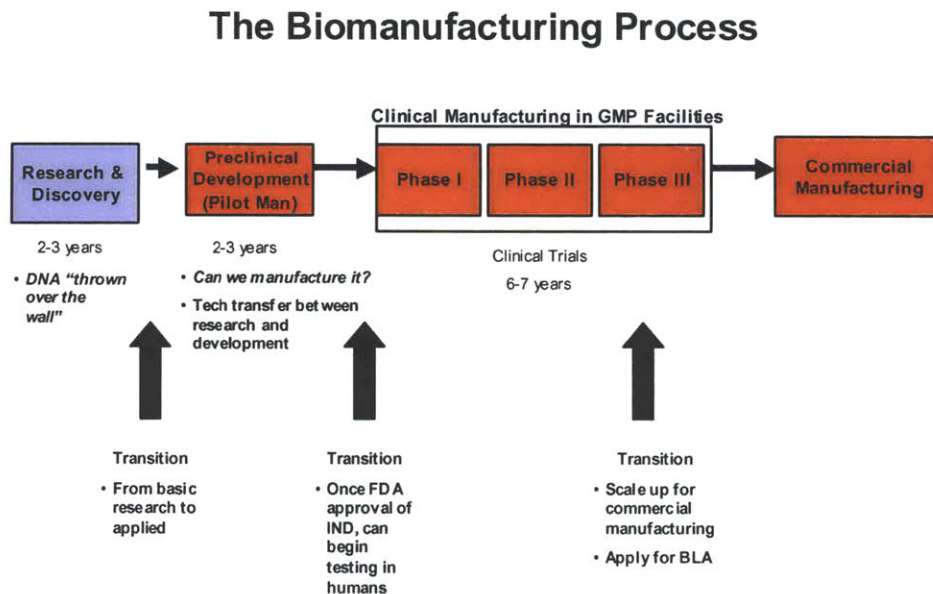 The Biomanufacturing Process
Clinical Manufacturing in GMP Facilities
Research &
Discovery
Preclinical
Development
(Pilot Man)
Phase I
Phase II
Phase III
Commercial
Manufacturing
2-3 years
• DNA “thrown
over the
wall”
2-3 years
• Can we manufacture it?
• Tech transfer between
research and
development
Clinical Trials
6-7 years
Transition
• From basic
research to
applied
Transition
• Once FDA
approval of
IND, can
begin
testing in
humans
Transition
• Scale up for
commercial
manufacturing
• Apply for BLA